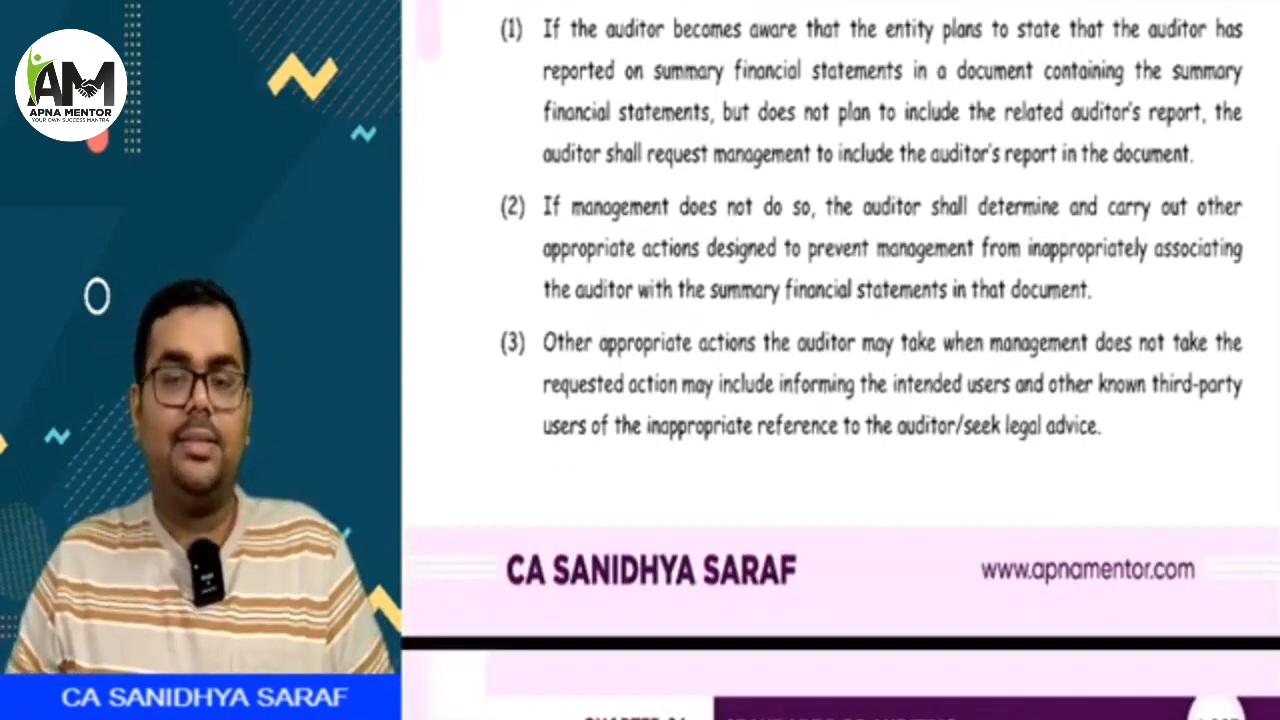 AM
APNA MENTOR
YOUR OWN SUCCESS MANTRA
(1) If the auditor becomes aware that the entity plans to state that the auditor has
reported on summary financial statements in a document containing the summary
financial statements, but does not plan to include the related auditor's report, the
auditor shall request management to include the auditor's report in the document.
(2) If management does not do so, the auditor shall determine and carry out other
appropriate actions designed to prevent management from inappropriately associating
the auditor with the summary financial statements in that document.
(3) Other appropriate actions the auditor may take when management does not take the
requested action may include informing the intended users and other known third-party
users of the inappropriate reference to the auditor/seek legal advice.
CA SANIDHYA SARAF
www.apnamentor.com
CA SANIDHYA SARAF